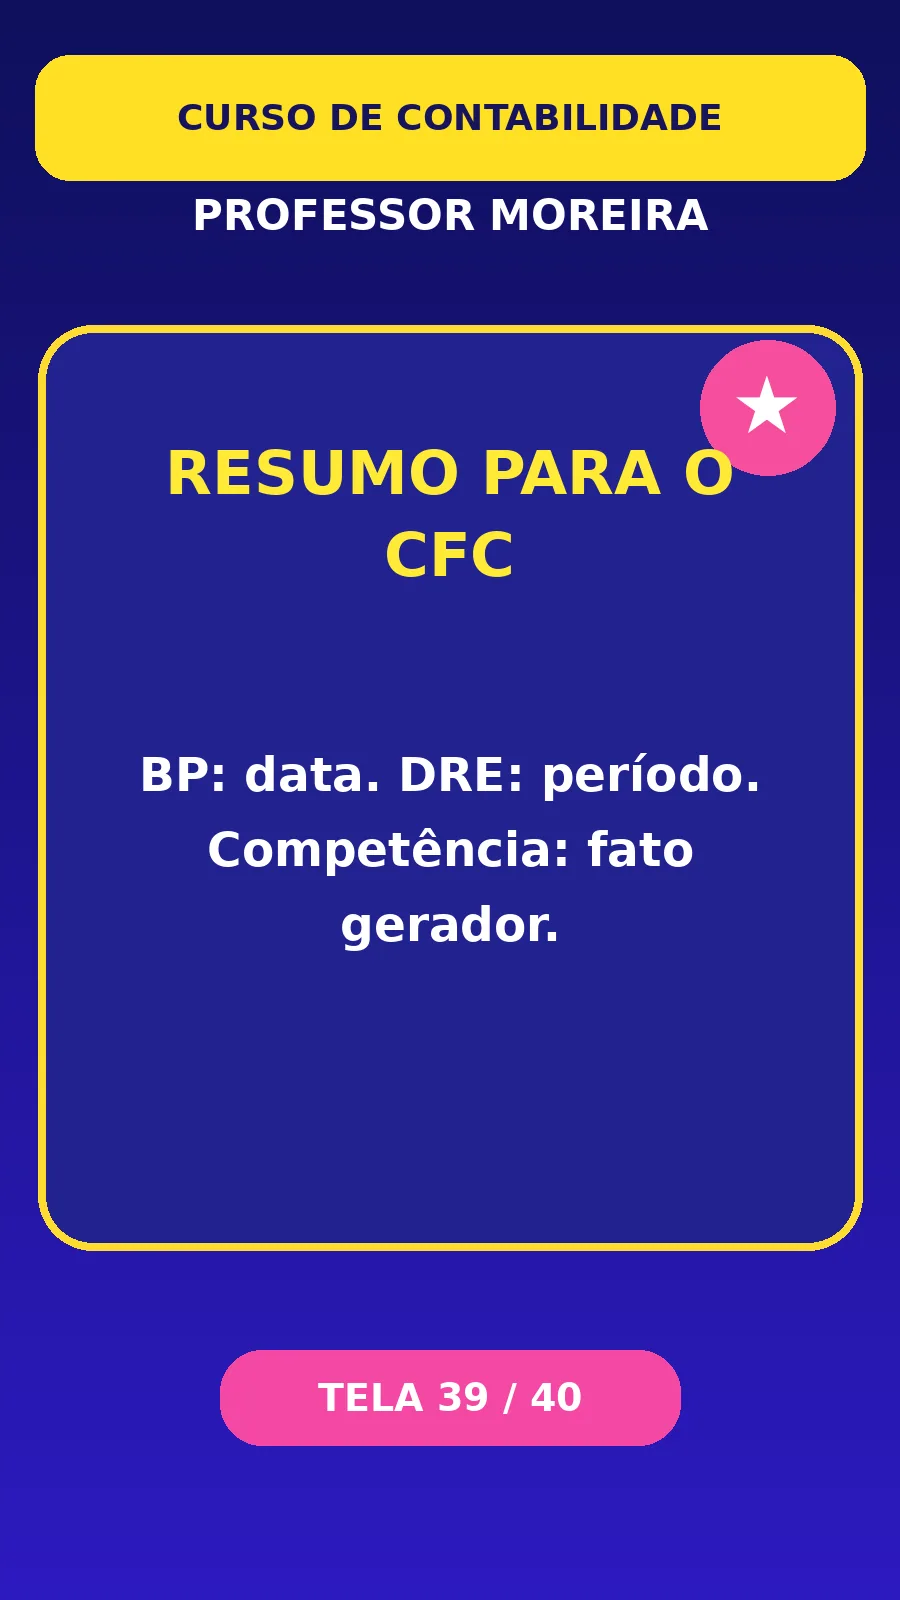 CURSO DE CONTABILIDADE
PROFESSOR MOREIRA
RESUMO PARA O
CFC
BP: data. DRE: período.
Competência: fato
gerador.
TELA 39 / 40